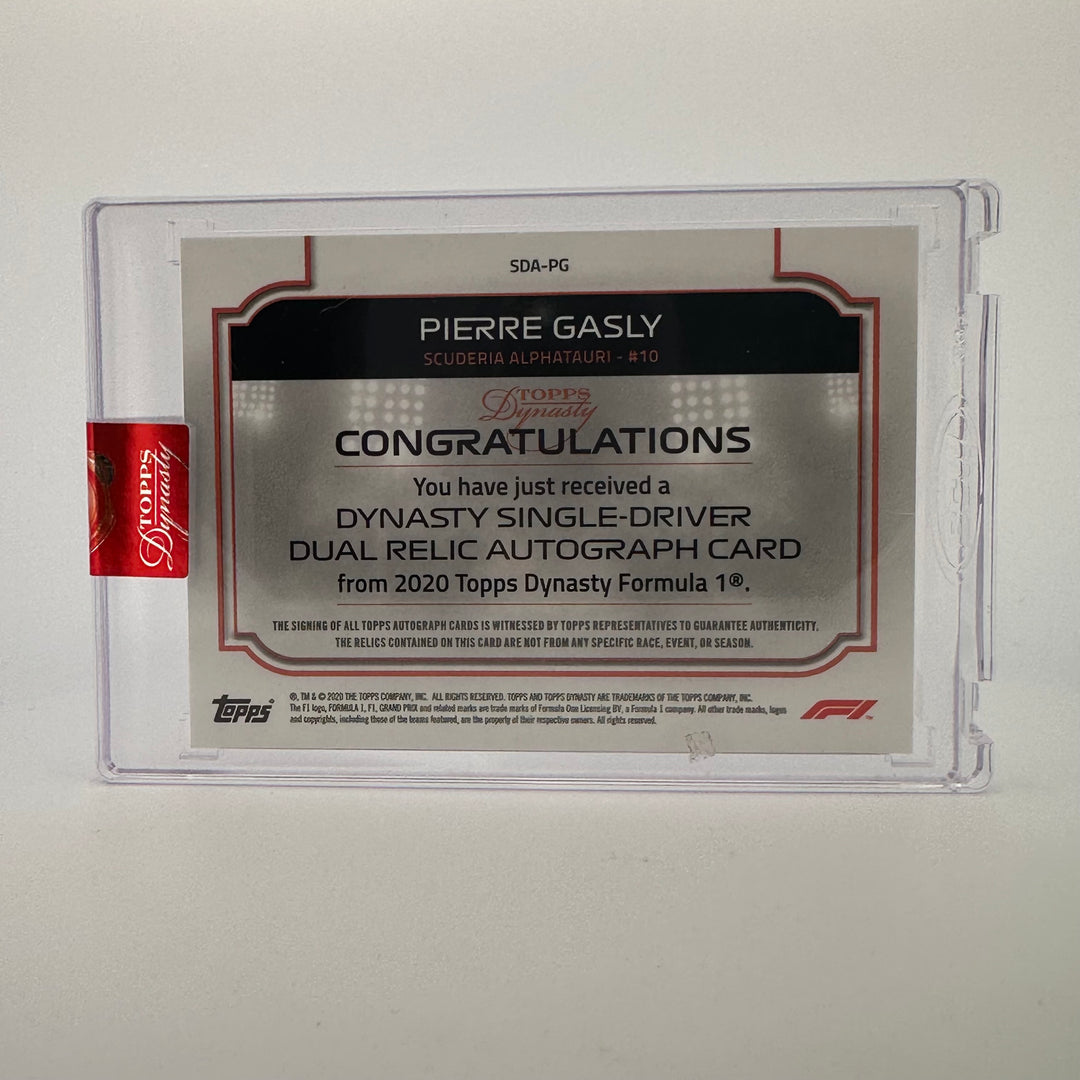 SDA-PG
PIERRE GASLY
SCUDERIA ALPHATAURI - #10
TOPPS
Dynasty
CONGRATULATIONS
You have just received a
DYNASTY SINGLE-DRIVER
DUAL RELIC AUTOGRAPH CARD
from 2020 Topps Dynasty Formula 1®.
THE SIGNING OF ALL TOPPS AUTOGRAPH CARDS IS WITNESSED BY TOPPS REPRESENTATIVES TO GUARANTEE AUTHENTICITY.
THE RELICS CONTAINED ON THIS CARD ARE NOT FROM ANY SPECIFIC RACE, EVENT, OR SEASON.
®, TM & © 2020 THE TOPPS COMPANY, INC. ALL RIGHTS RESERVED. TOPPS AND TOPPS DYNASTY ARE TRADEMARKS OF THE TOPPS COMPANY, INC.
The F1 logo, FORMULA 1, F1, GRAND PRIX and related marks are trade marks of Formula One Licensing BV, a Formula 1 company. All other trade marks, logos
and copyrights, including those of the teams featured, are the property of their respective owners. All rights reserved.
topps
F1
TOPPS
Dynasty